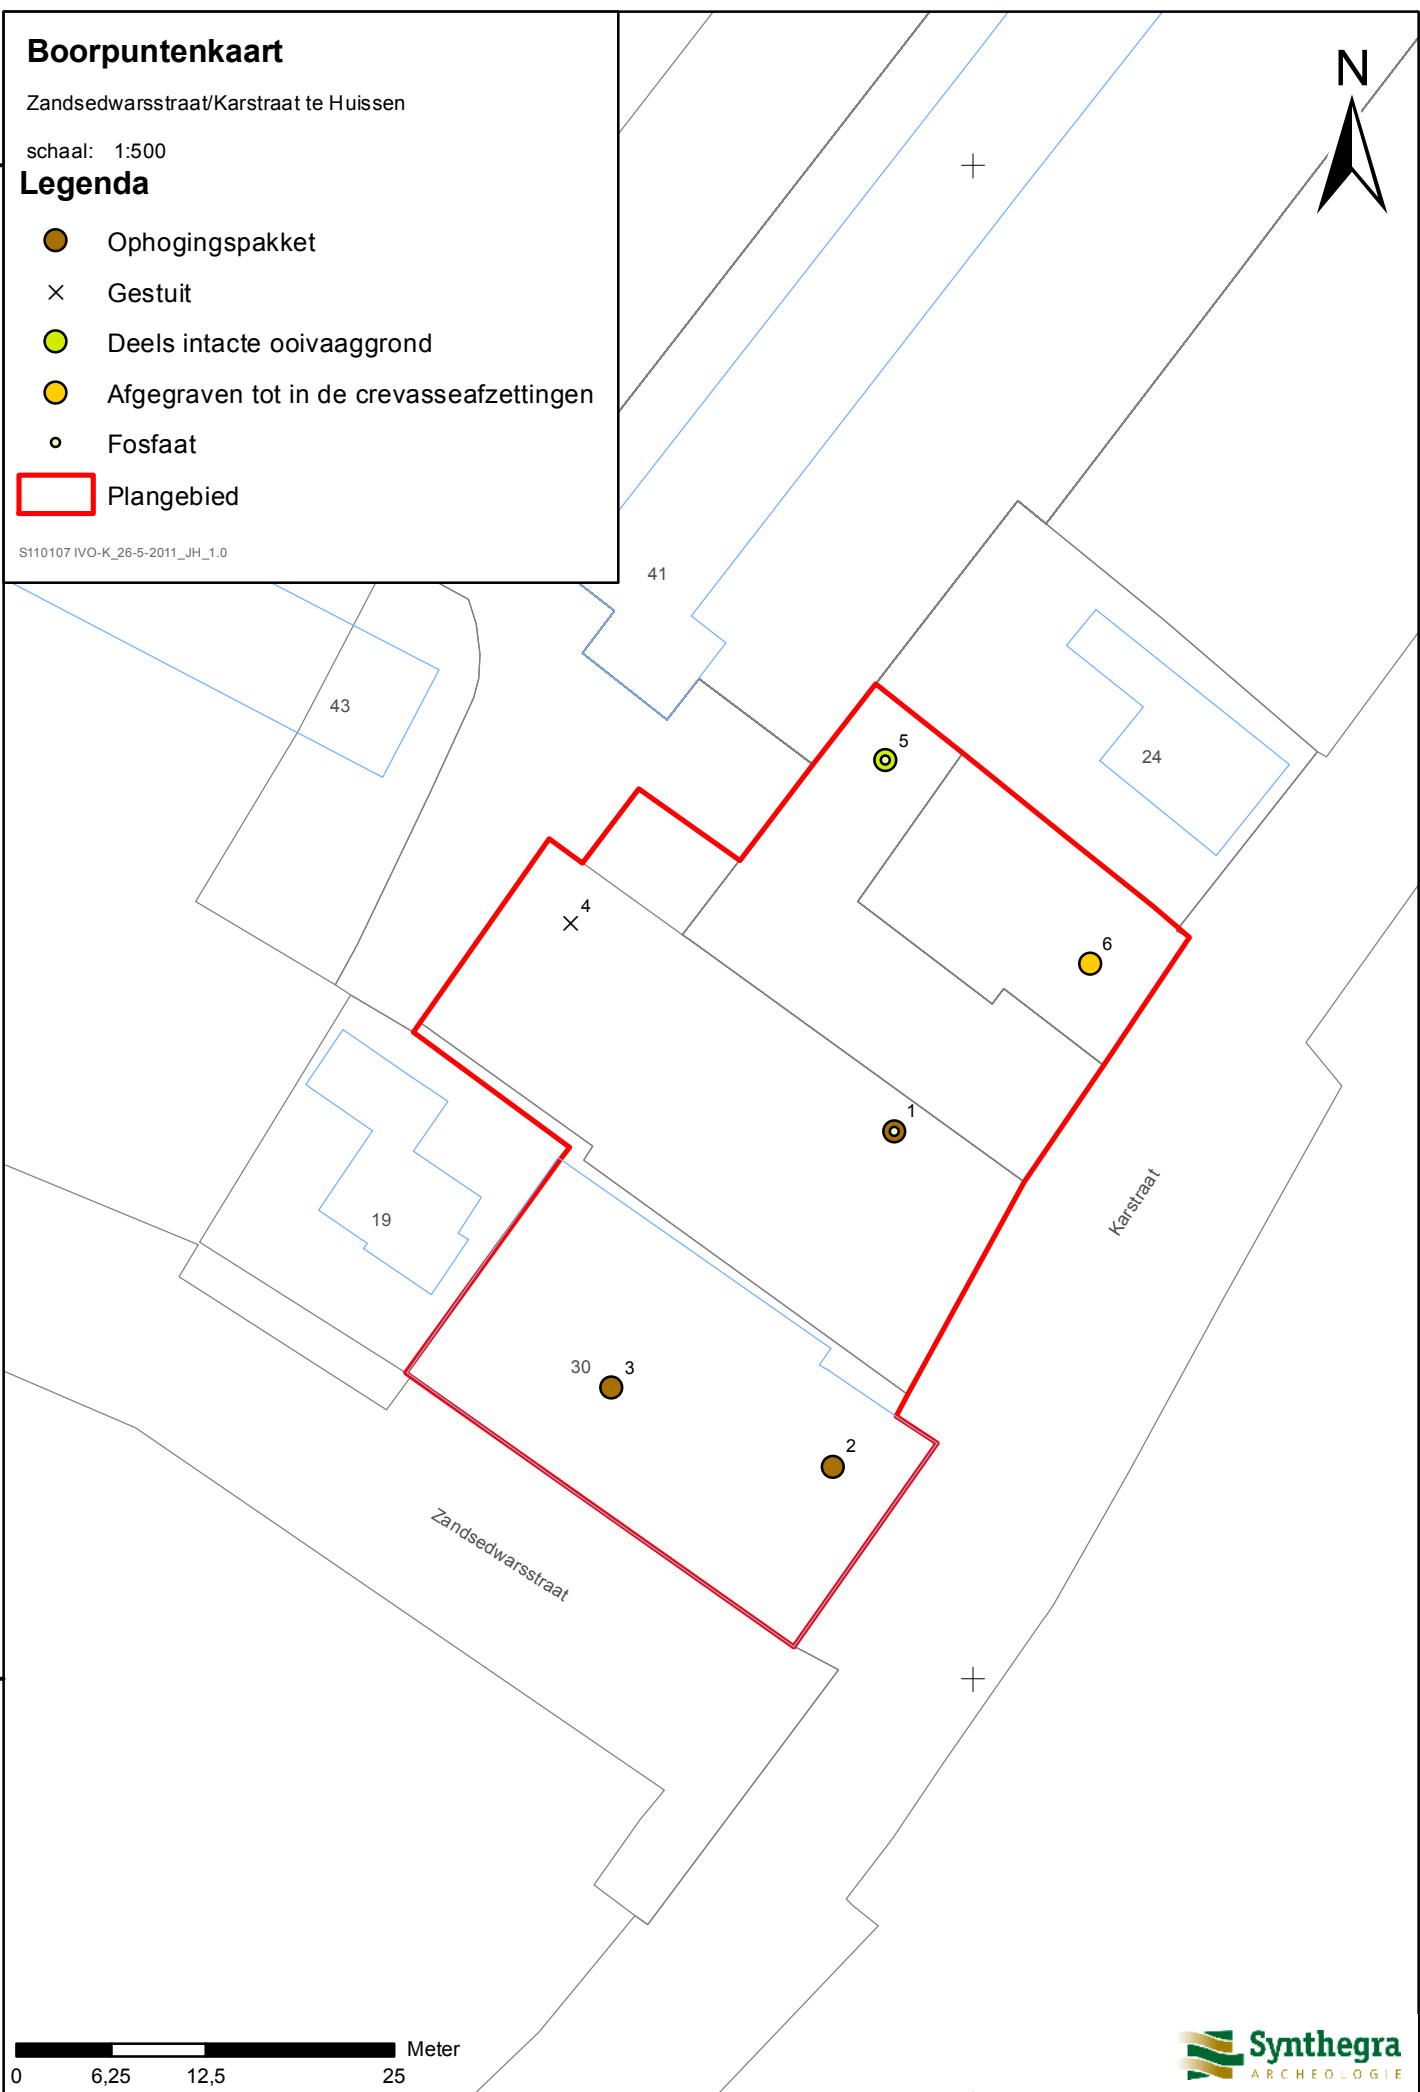 Boorpuntenkaart
Zandsedwarsstraat/Karstraat te Huissen
schaal: 1:500
Legenda
Ophogingspakket
Gestuit
Deels intacte ooivaaggrond
Afgegraven tot in de crevasseafzettingen
Fosfaat
Plangebied
S110107 IVO-K_26-5-2011_JH_1.0
N
41
43
5
24
4
6
1
Karstraat
19
30
3
2
Zandsedwarsstraat
Meter
0 6,25 12,5 25
Synthegra
ARCHEOLOGIE